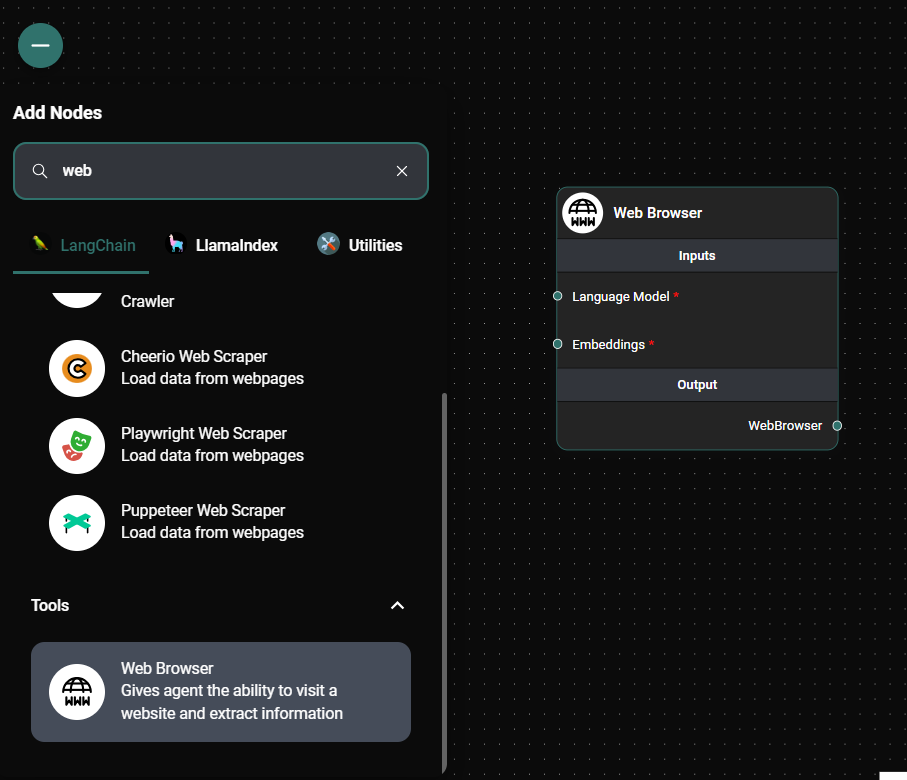 Add Nodes
web
LangChain
LlamaIndex
Utilities
Crawler
Cheerio Web Scraper
Load data from webpages
Playwright Web Scraper
Load data from webpages
Puppeteer Web Scraper
Load data from webpages
Tools
WWW
Web Browser
Gives agent the ability to visit a
website and extract information
WWW
Web Browser
Inputs
Language Model *
Embeddings *
Output
WebBrowser